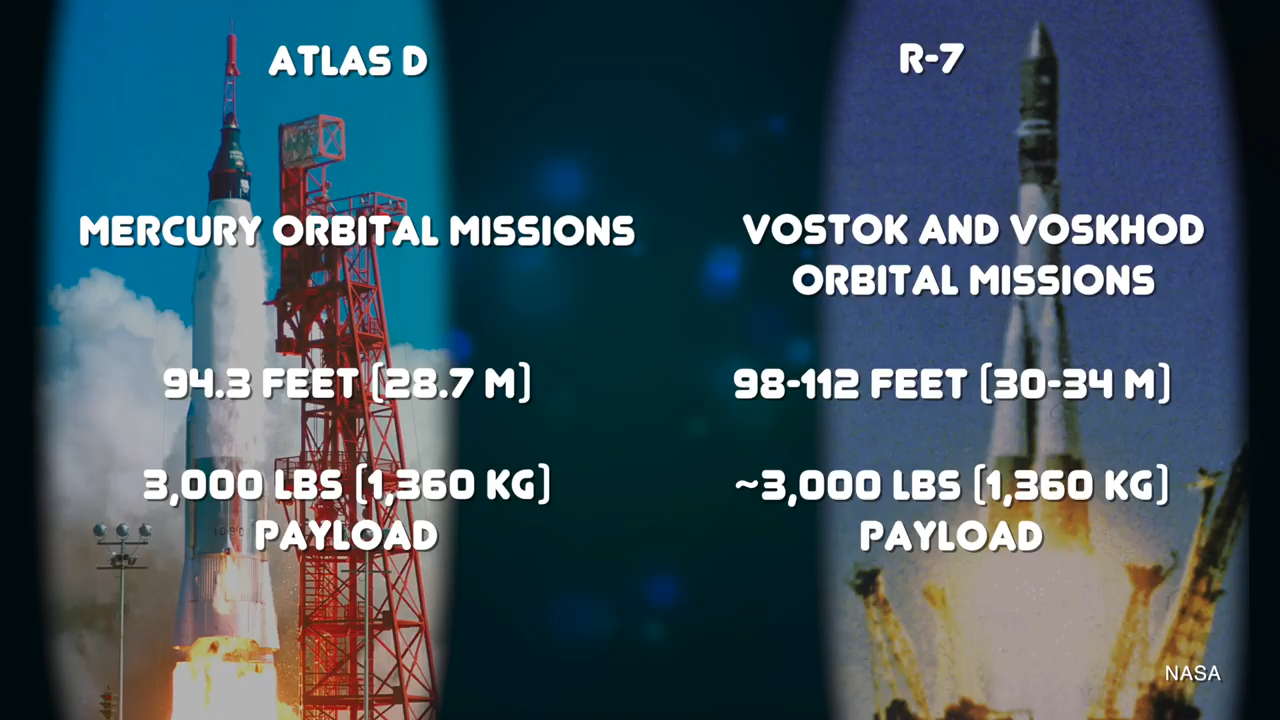 ATLAS D
MERCURY ORBITAL MISSIONS
94.3 FEET (28.7 M)
3,000 LBS (1,360 KG)
PAYLOAD
R-7
VOSTOK AND VOSKHOD
ORBITAL MISSIONS
98-112 FEET (30-34 M)
~3,000 LBS (1,360 KG)
PAYLOAD
NASA